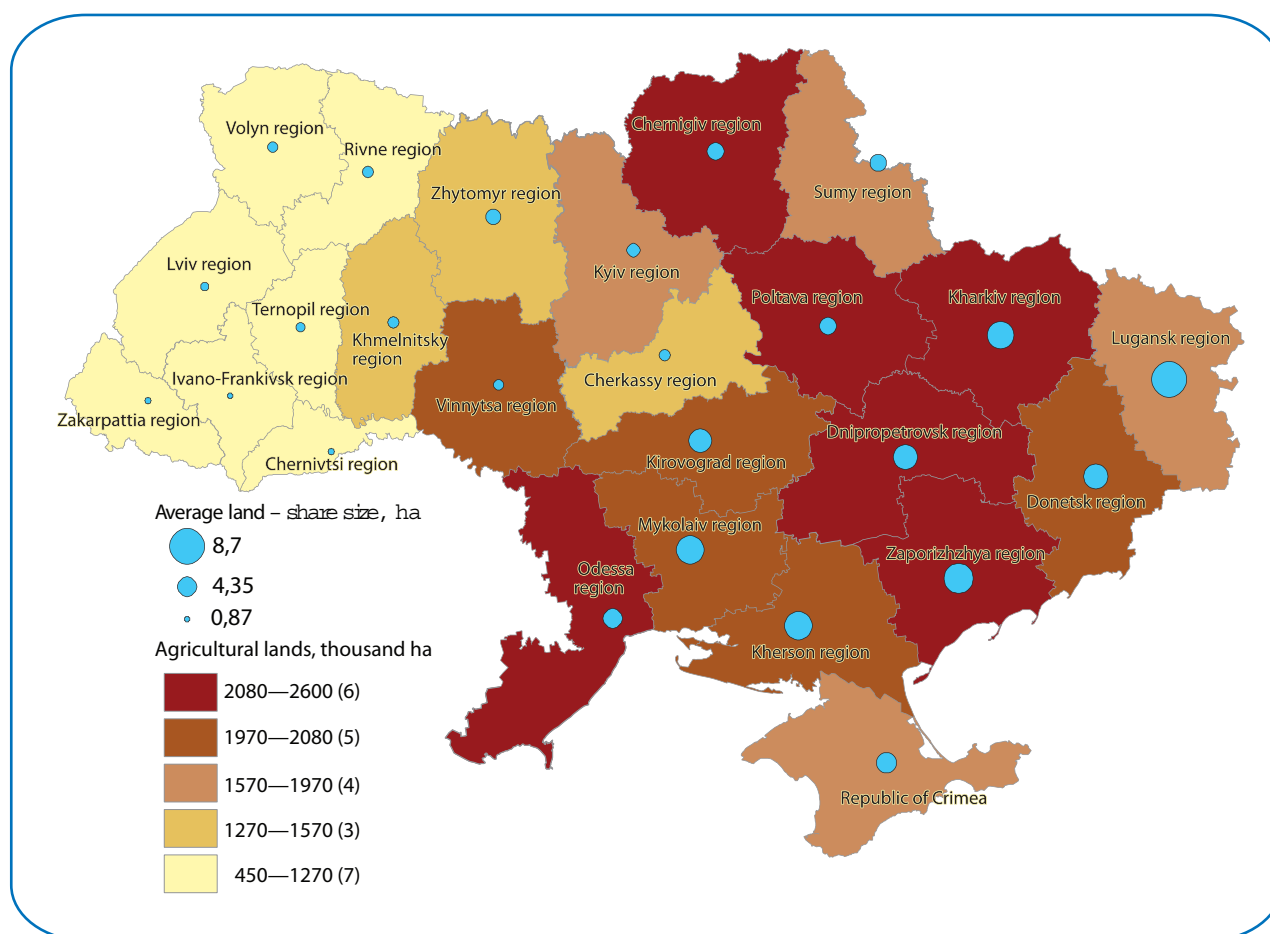 Chernigiv region
Volyn region
Rivne region
Zhytomyr region
Sumy region
Lviv region
Kyiv region
Ternopil region
Poltava region
Kharkiv region
Khmelnitsky
region
Lugansk region
Ivano-Frankivsk region
Cherkassy region
Vinnytsa region
Zakarpattia region
Dnipropetrovsk region
Chernivtsi region
Kirovograd region
Donetsk region
Mykolaiv region
Zaporizhzhya region
Odessa
region
Kherson region
Republic of Crimea
Average land – share size, ha
8,7
4,35
0,87
Agricultural lands, thousand ha
2080—2600 (6)
1970—2080 (5)
1570—1970 (4)
1270—1570 (3)
450—1270 (7)